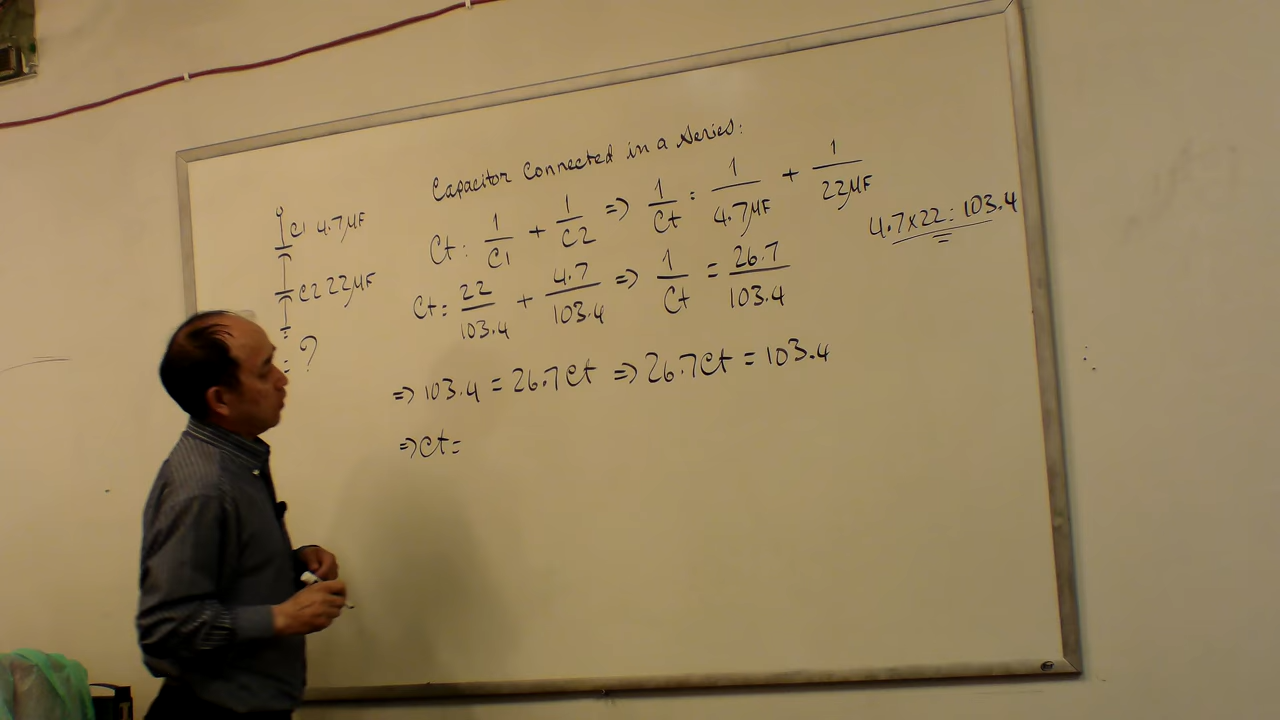 Capacitor Connected in a Series:
C1 4.7µF
C2 22µF
= ?
Ct: 1/C1 + 1/C2 => 1/Ct : 1/4.7µF + 1/22µF
4.7x22 = 103.4
Ct= 22/103.4 + 4.7/103.4 => 1/Ct = 26.7/103.4
=> 103.4 = 26.7Ct => 26.7Ct = 103.4
=> Ct=